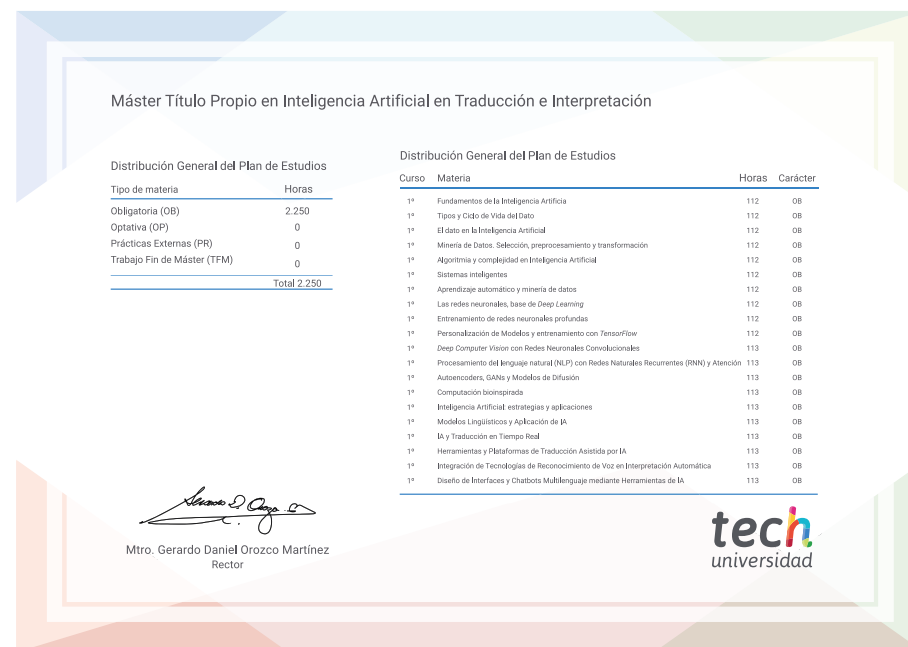 Máster Título Propio en Inteligencia Artificial en Traducción e Interpretación
Distribución General del Plan de Estudios
Tipo de materia Horas
Obligatoria (OB) 2.250
Optativa (OP) 0
Prácticas Externas (PR) 0
Trabajo Fin de Máster (TFM) 0
Total 2.250
Distribución General del Plan de Estudios
Curso Materia Horas Carácter
1º Fundamentos de la Inteligencia Artificia 112 OB
1º Tipos y Ciclo de Vida del Dato 112 OB
1º El dato en la Inteligencia Artificial 112 OB
1º Minería de Datos. Selección, preprocesamiento y transformación 112 OB
1º Algoritmia y complejidad en Inteligencia Artificial 112 OB
1º Sistemas inteligentes 112 OB
1º Aprendizaje automático y minería de datos 112 OB
1º Las redes neuronales, base de Deep Learning 112 OB
1º Entrenamiento de redes neuronales profundas 112 OB
1º Personalización de Modelos y entrenamiento con TensorFlow 112 OB
1º Deep Computer Vision con Redes Neuronales Convolucionales 113 OB
1º Procesamiento del lenguaje natural (NLP) con Redes Naturales Recurrentes (RNN) y Atención 113 OB
1º Autoencoders, GANs y Modelos de Difusión 113 OB
1º Computación bioinspirada 113 OB
1º Inteligencia Artificial: estrategias y aplicaciones 113 OB
1º Modelos Lingüísticos y Aplicación de IA 113 OB
1º IA y Traducción en Tiempo Real 113 OB
1º Herramientas y Plataformas de Traducción Asistida por IA 113 OB
1º Integración de Tecnologías de Reconocimiento de Voz en Interpretación Automática 113 OB
1º Diseño de Interfaces y Chatbots Multilenguaje mediante Herramientas de IA 113 OB
Mtro. Gerardo Daniel Orozco Martínez
Rector
tech
universidad